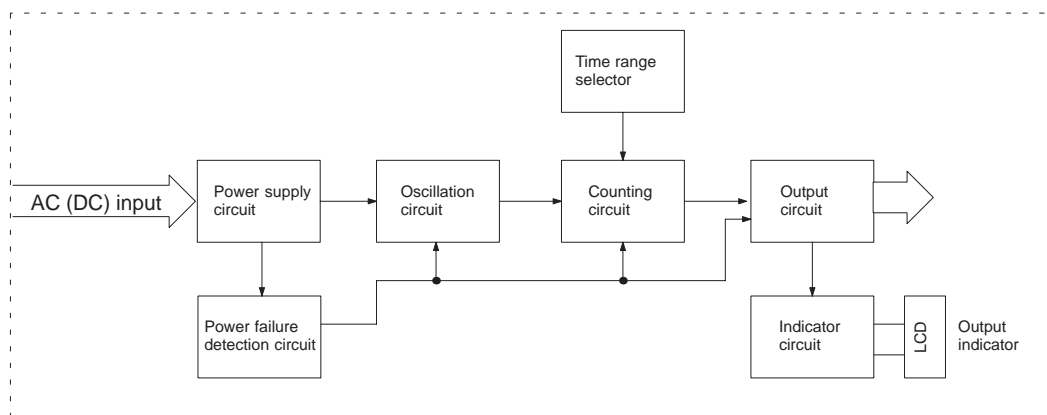 Time range
selector
AC (DC) input
Power supply
circuit
Oscillation
circuit
Counting
circuit
Output
circuit
Power failure
detection circuit
Indicator
circuit
LCD
Output
indicator